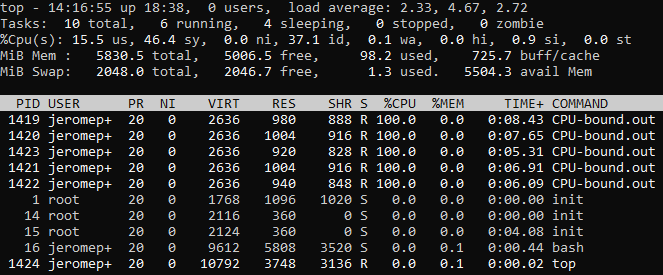 top - 14:16:55 up 18:38,  0 users,  load average: 2.33, 4.67, 2.72
Tasks:  10 total,   6 running,   4 sleeping,   0 stopped,   0 zombie
%Cpu(s): 15.5 us, 46.4 sy,  0.0 ni, 37.1 id,  0.1 wa,  0.0 hi,  0.9 si,  0.0 st
MiB Mem :   5830.5 total,   5006.5 free,     98.2 used,    725.7 buff/cache
MiB Swap:   2048.0 total,   2046.7 free,      1.3 used.   5504.3 avail Mem
PID USER      PR  NI    VIRT    RES    SHR S  %CPU  %MEM     TIME+ COMMAND
1419 jeromep+  20   0    2636    980    888 R 100.0   0.0   0:08.43 CPU-bound.out
1420 jeromep+  20   0    2636   1004    916 R 100.0   0.0   0:07.65 CPU-bound.out
1423 jeromep+  20   0    2636    920    828 R 100.0   0.0   0:05.31 CPU-bound.out
1421 jeromep+  20   0    2636   1004    916 R 100.0   0.0   0:06.91 CPU-bound.out
1422 jeromep+  20   0    2636    940    848 R 100.0   0.0   0:06.09 CPU-bound.out
1 root      20   0    1768   1096   1020 S   0.0   0.0   0:00.00 init
14 root      20   0    2116    360      0 S   0.0   0.0   0:00.00 init
15 root      20   0    2124    360      0 S   0.0   0.0   0:04.08 init
16 jeromep+  20   0    9612   5808   3520 S   0.0   0.1   0:00.44 bash
1424 jeromep+  20   0   10792   3748   3136 R   0.0   0.1   0:00.02 top